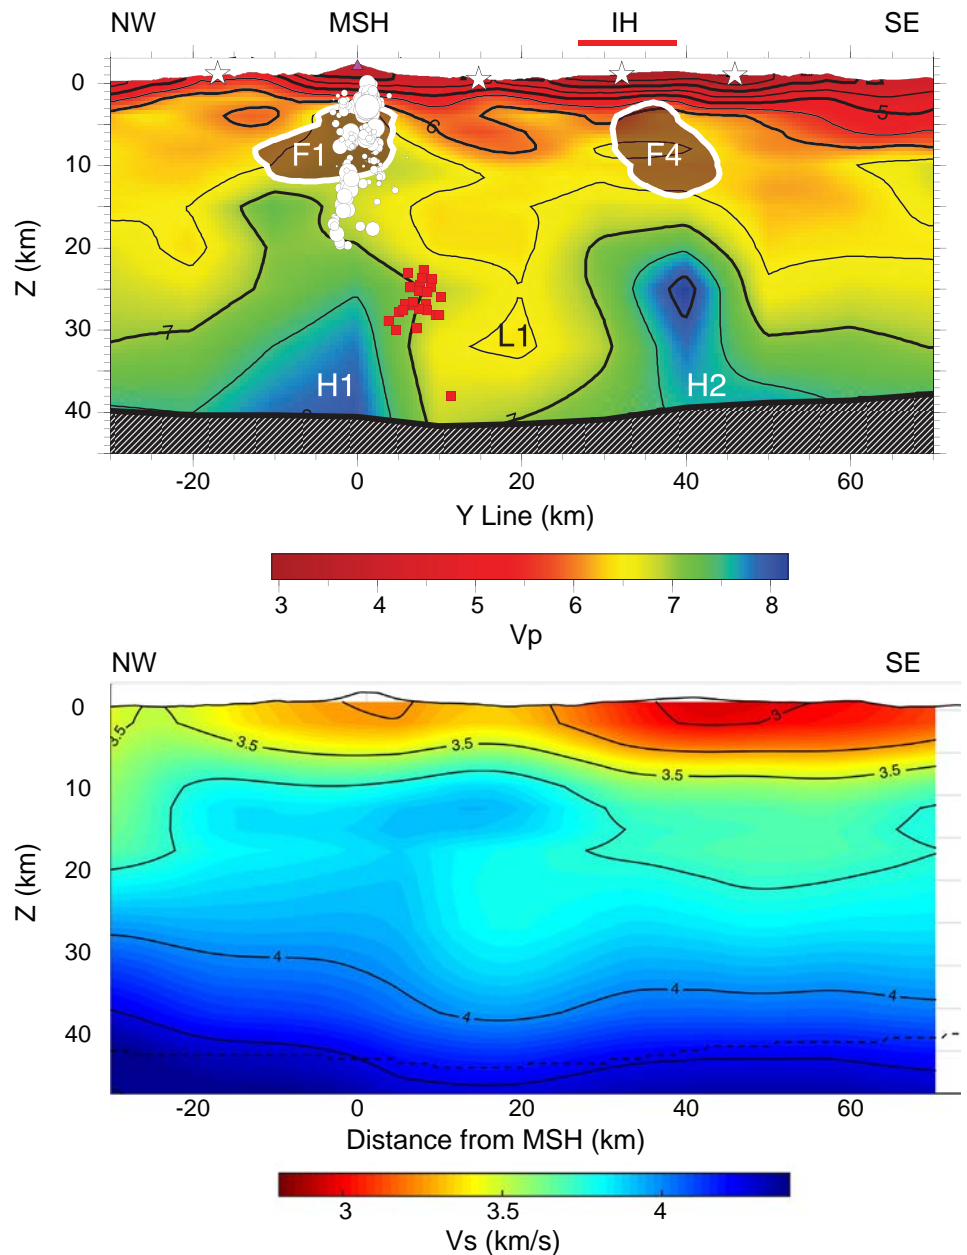 NW MSH IH SE
0
5
6
F1 F4
10
Z (km)
20
7
30
L1
H1 H2
7
40
-20 0 20 40 60
Y Line (km)
3 4 5 6 7 8
Vp
NW SE
0
3
3.5 3.5 3.5 3.5 3.5
10
Z (km)
20
30
4 4 4 4
40
-20 0 20 40 60
Distance from MSH (km)
3 3.5 4
Vs (km/s)